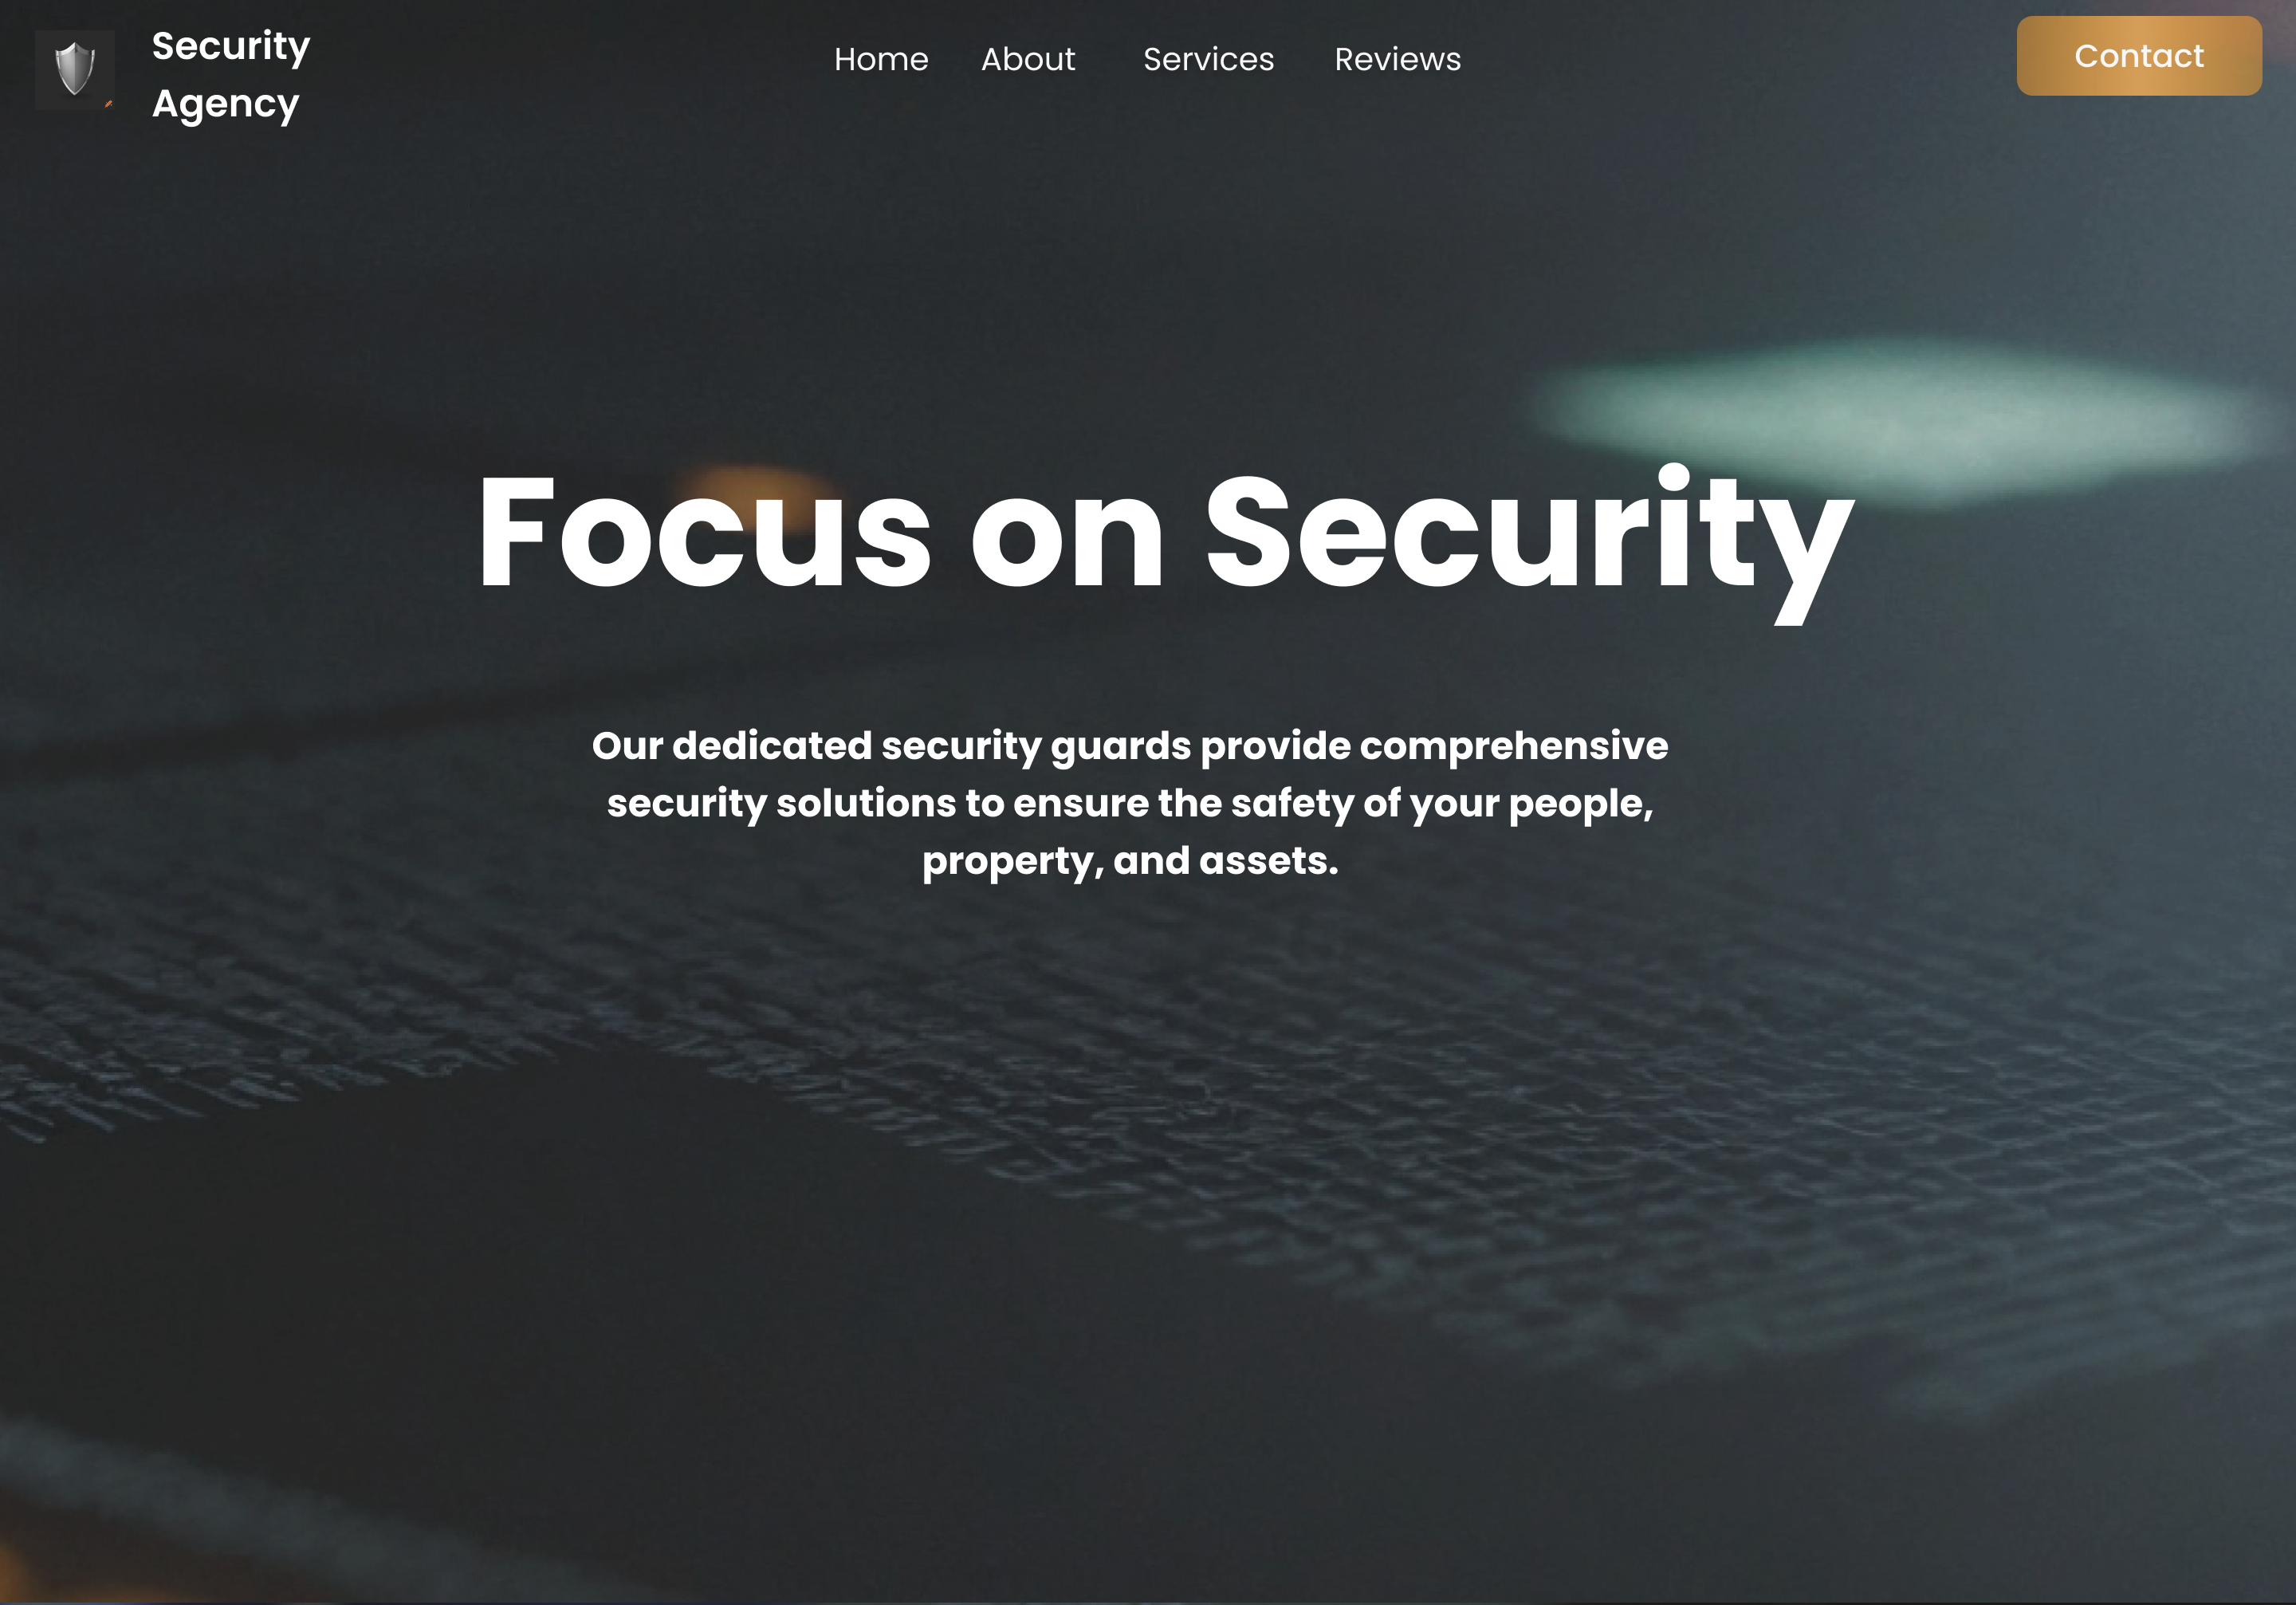 Security
Agency
Home About Services Reviews
Contact
Focus on Security
Our dedicated security guards provide comprehensive
security solutions to ensure the safety of your people,
property, and assets.